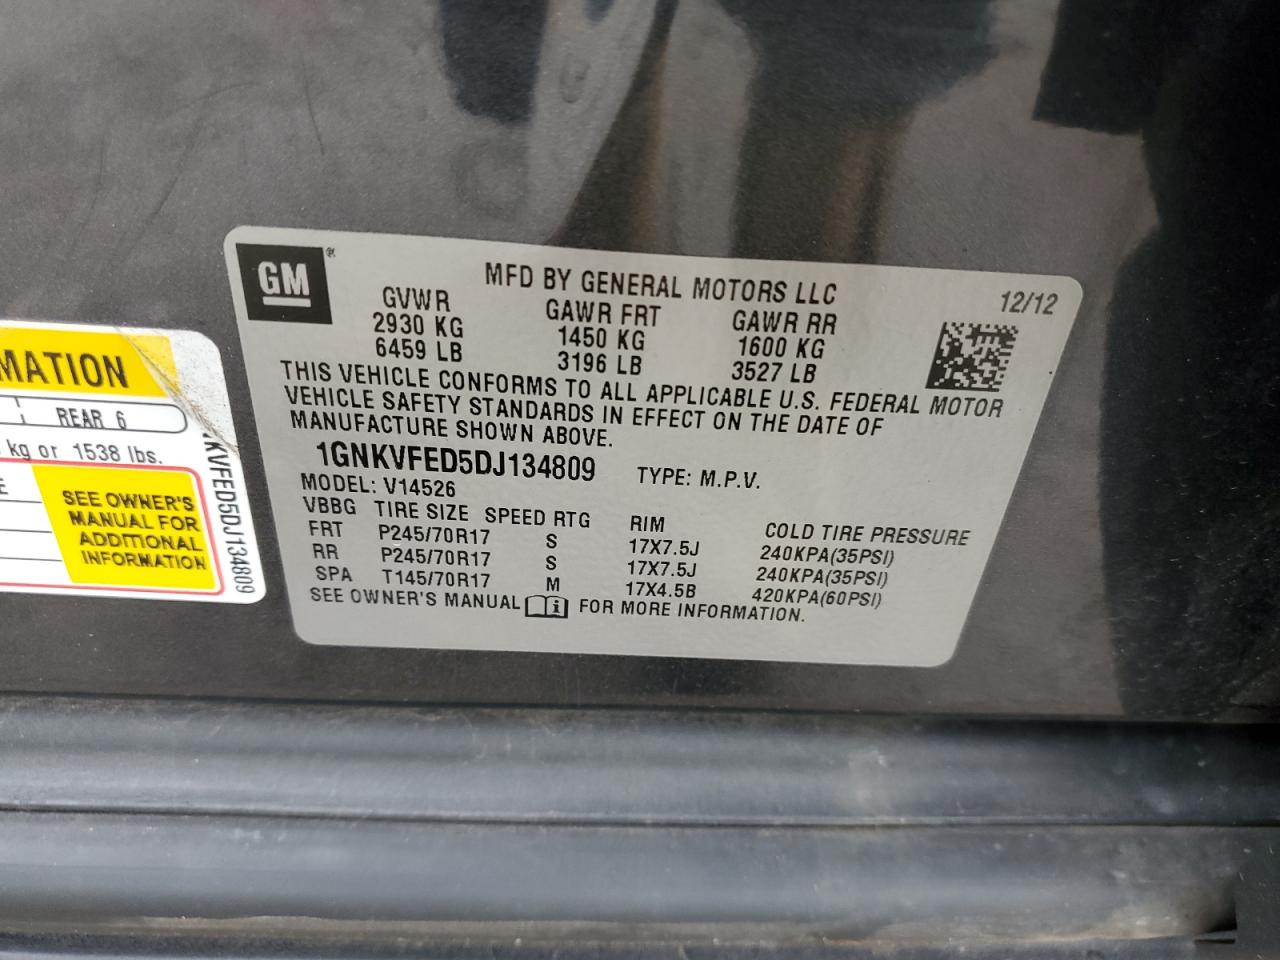 GM®
MFD BY GENERAL MOTORS LLC
12/12
GVWR GAWR FRT GAWR RR
2930 KG 1450 KG 1600 KG
6459 LB 3196 LB 3527 LB
THIS VEHICLE CONFORMS TO ALL APPLICABLE U.S. FEDERAL MOTOR
VEHICLE SAFETY STANDARDS IN EFFECT ON THE DATE OF
MANUFACTURE SHOWN ABOVE.
1GNKVFED5DJ134809 TYPE: M.P.V.
MODEL: V14526
VBBG TIRE SIZE SPEED RTG RIM COLD TIRE PRESSURE
FRT P245/70R17 S 17X7.5J 240KPA(35PSI)
RR P245/70R17 S 17X7.5J 240KPA(35PSI)
SPA T145/70R17 M 17X4.5B 420KPA(60PSI)
SEE OWNER'S MANUAL i FOR MORE INFORMATION.
MATION
REAR 6
kg or 1538 lbs.
E
SEE OWNER'S
MANUAL FOR
ADDITIONAL
INFORMATION
KVFED5DJ134809